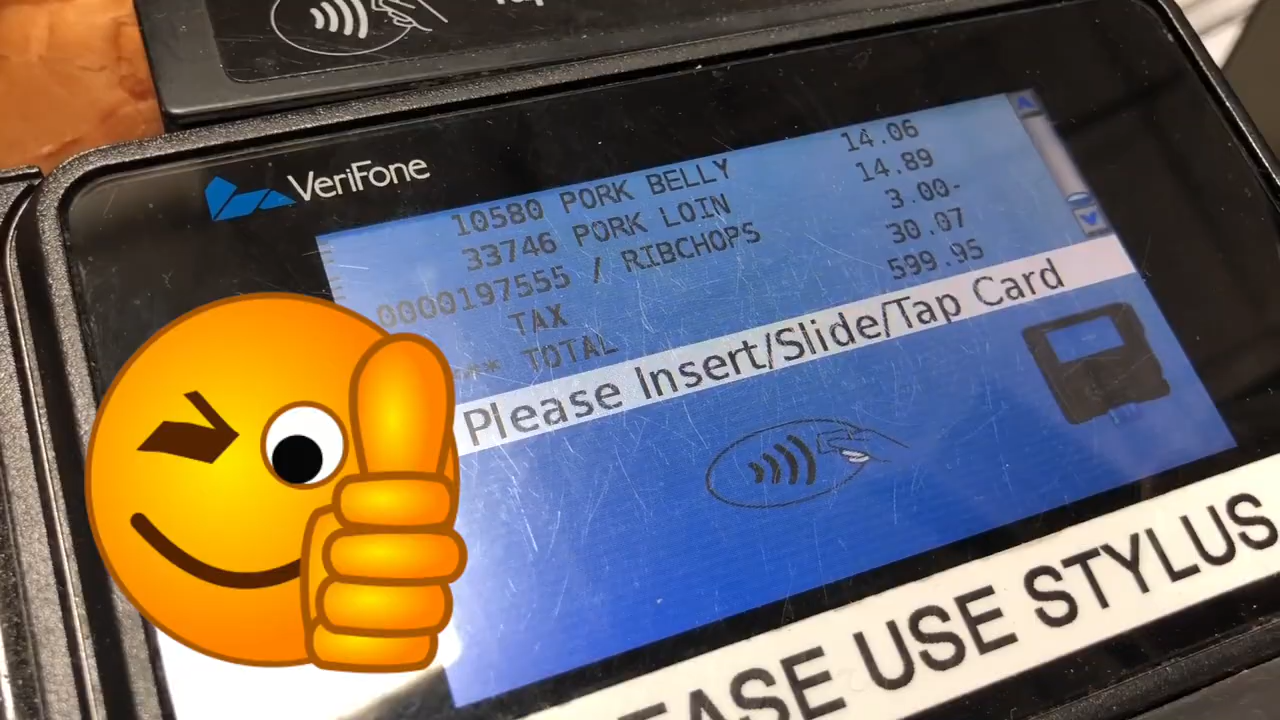 VeriFone
10580 PORK BELLY 14.06
33746 PORK LOIN 14.89
0000197555 / RIBCHOPS 3.00-
TAX 30.07
** TOTAL 599.95
Please Insert/Slide/Tap Card
EASE USE STYLUS